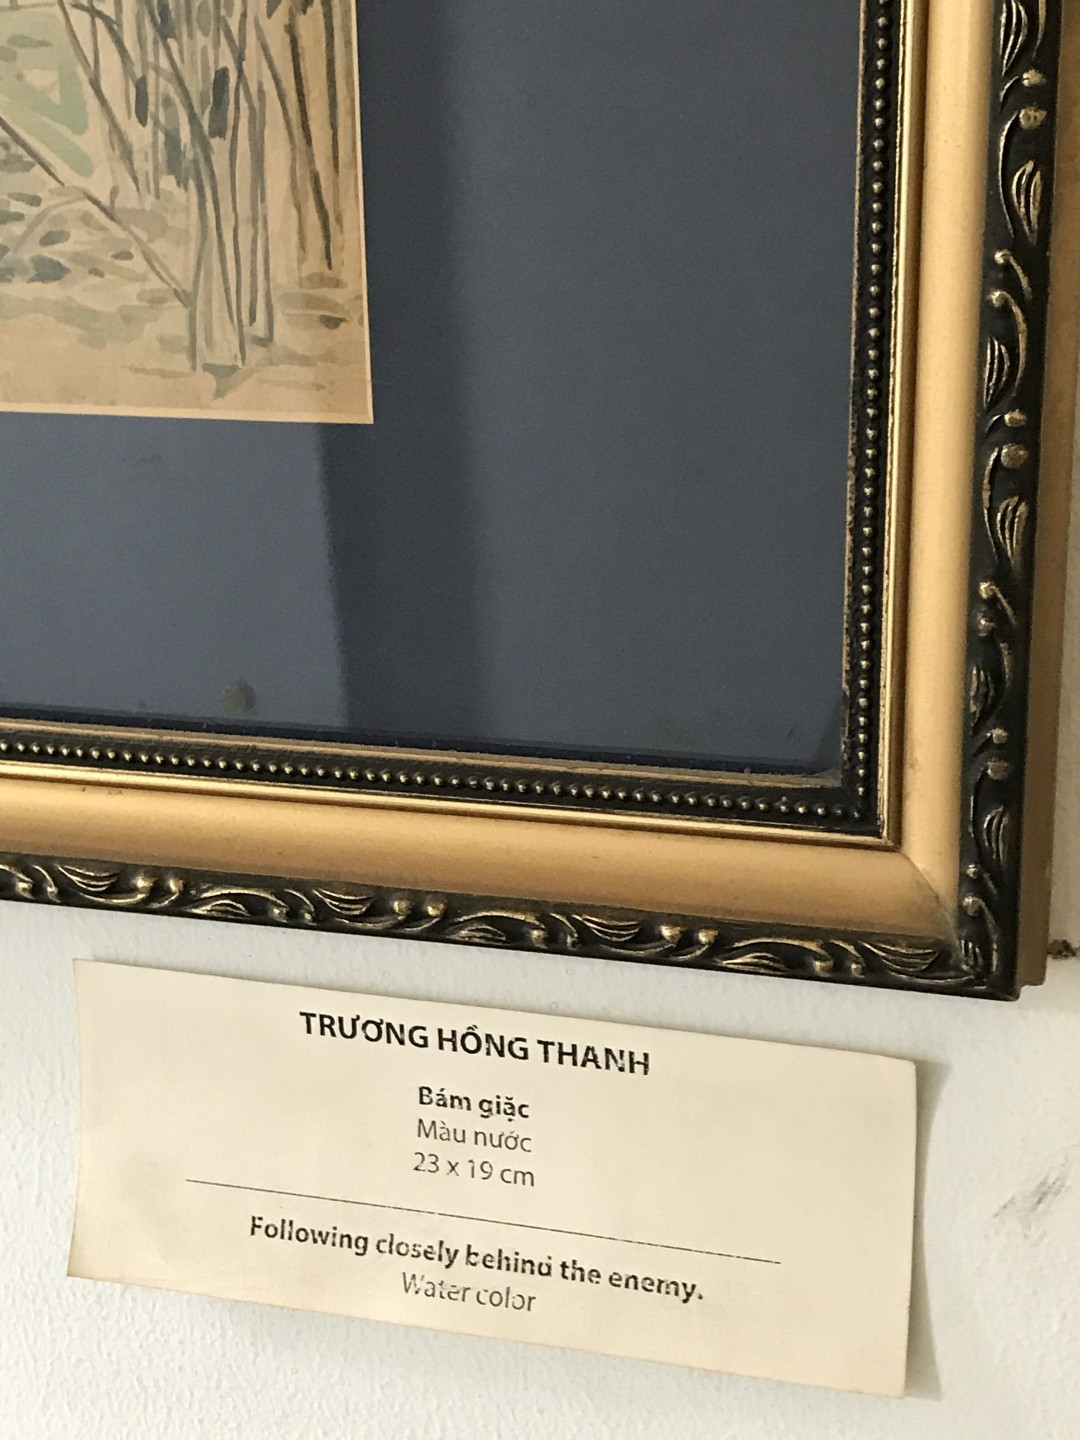 TRƯƠNG HỒNG THANH
Bám giặc
Màu nước
23 x 19 cm
Following closely behind the enemy.
Water color